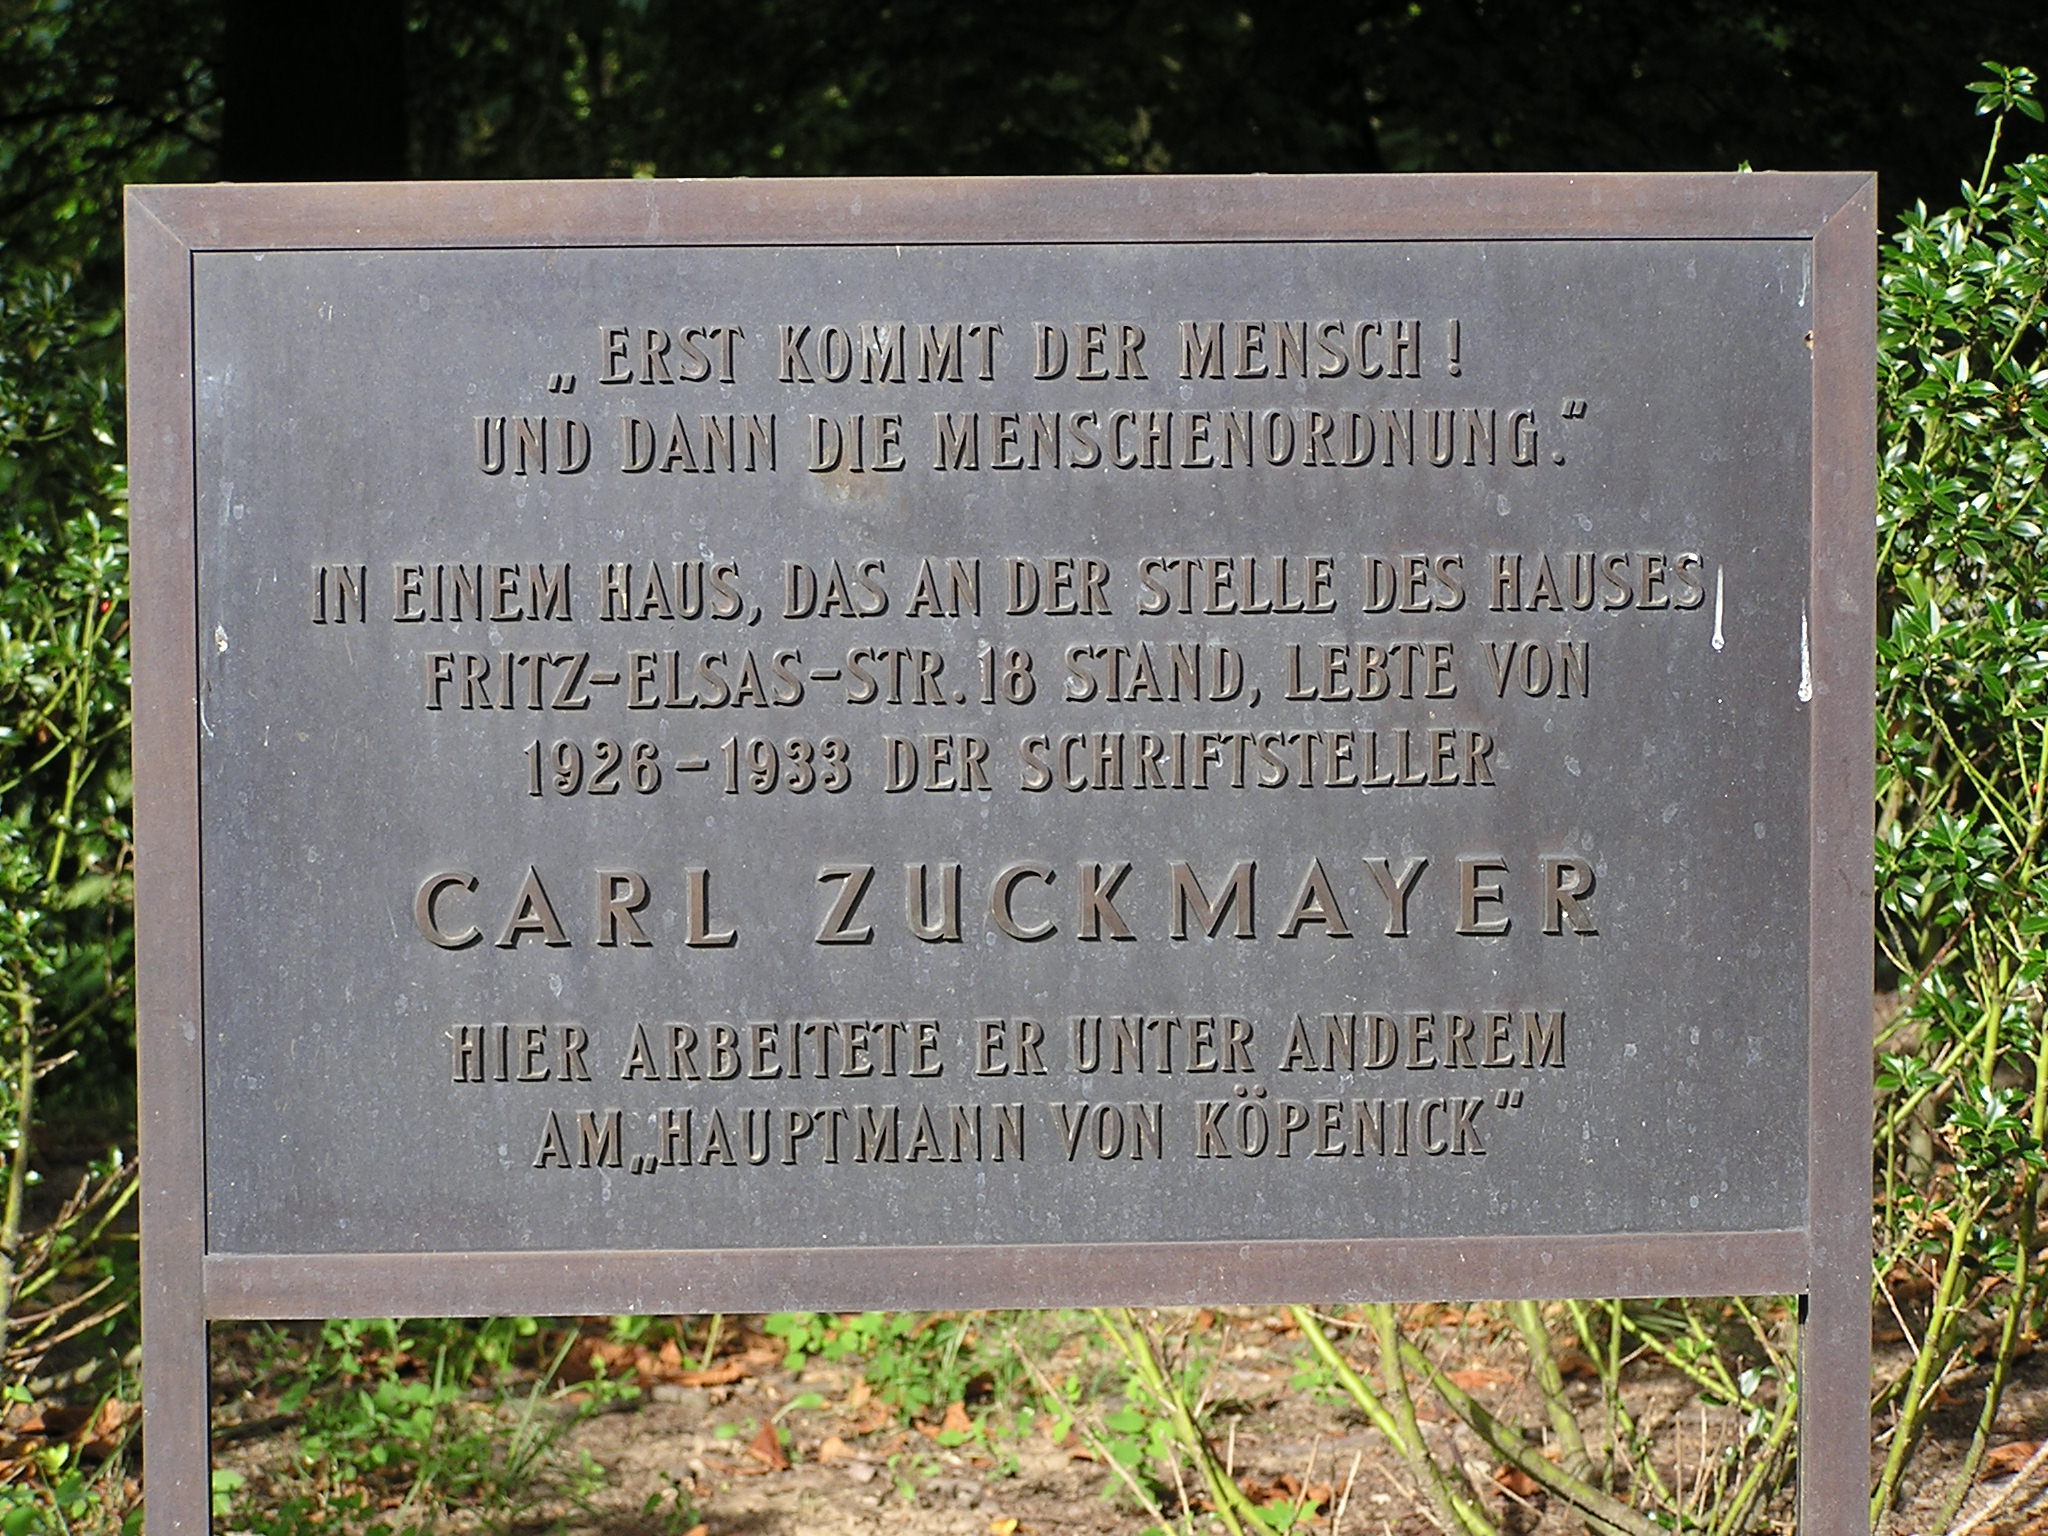 „ERST KOMMT DER MENSCH!
UND DANN DIE MENSCHENORDNUNG.“
IN EINEM HAUS, DAS AN DER STELLE DES HAUSES
FRITZ-ELSAS-STR. 18 STAND, LEBTE VON
1926-1933 DER SCHRIFTSTELLER
CARL ZUCKMAYER
HIER ARBEITETE ER UNTER ANDEREM
AM „HAUPTMANN VON KÖPENICK“